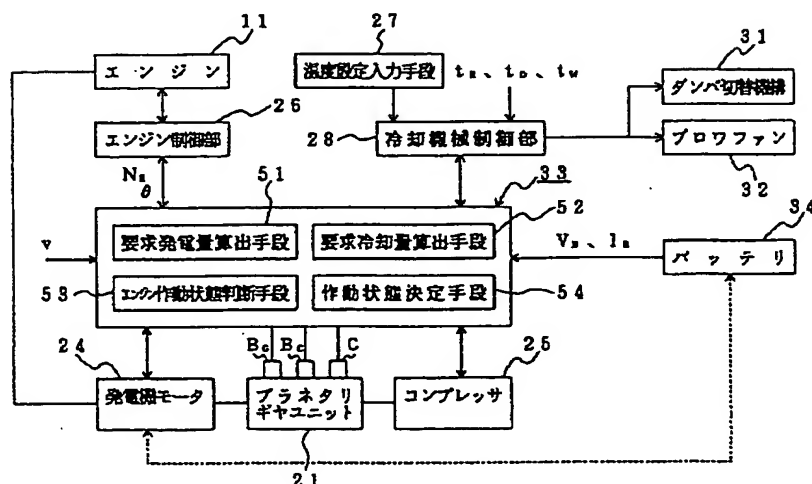 11
27
31
エンジン
温度設定入力手段
tE、tD、tW
ダンパ切替機構
26
エンジン制御部
28
冷却機械制御部
ブロワファン
NE
θ
32
51
33
52
34
要求発電量算出手段
要求冷却量算出手段
v
VB、IB
バッテリ
53
エンジン作動状態判断手段
作動状態決定手段
54
24
BG
BC
C
25
発電機モータ
プラネタリ
ギヤユニット
コンプレッサ
21